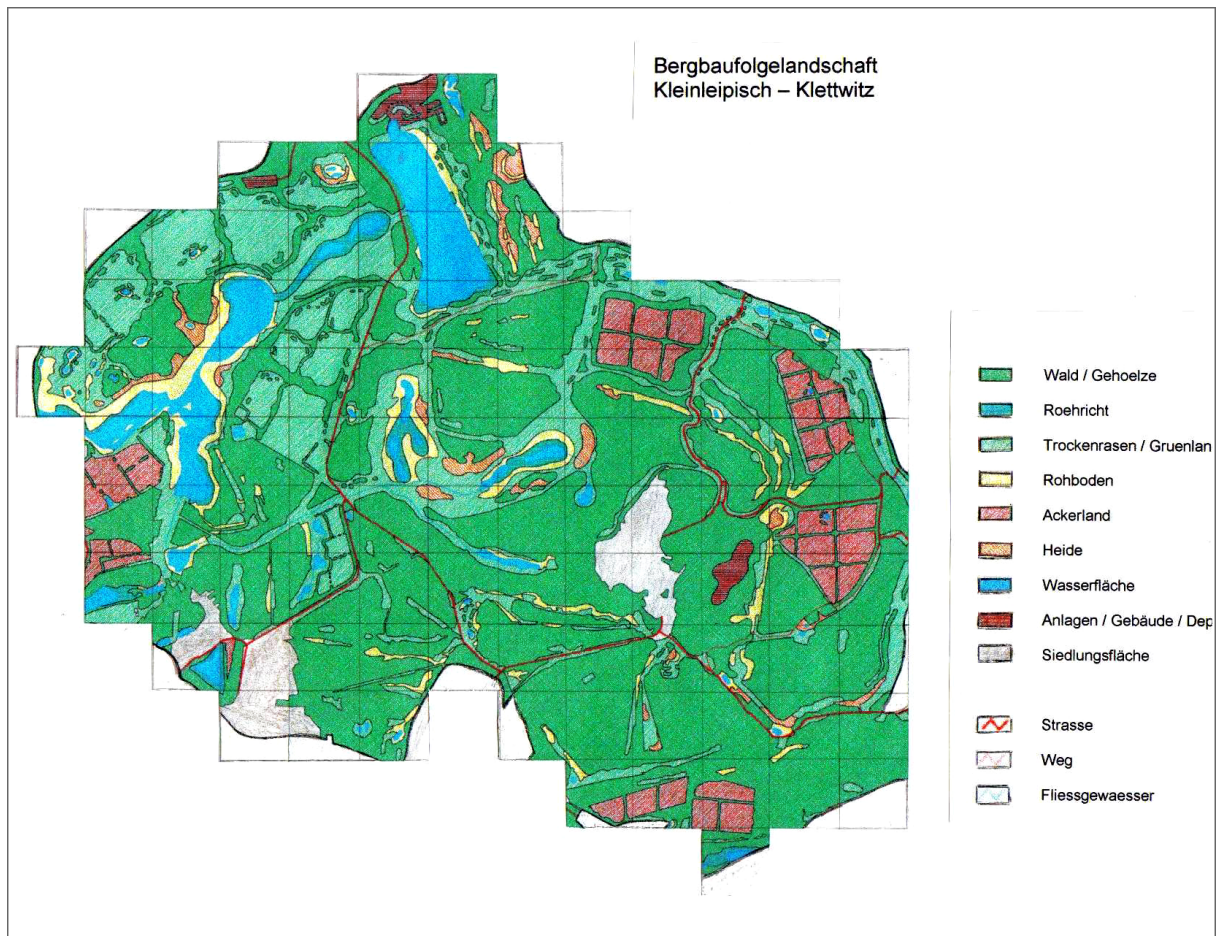 Bergbaufolgelandschaft
Kleinleipisch – Klettwitz
Wald / Gehoelze
Roehricht
Trockenrasen / Gruenlan
Rohboden
Ackerland
Heide
Wasserfläche
Anlagen / Gebäude / Dep
Siedlungsfläche
Strasse
Weg
Fliessgewaesser